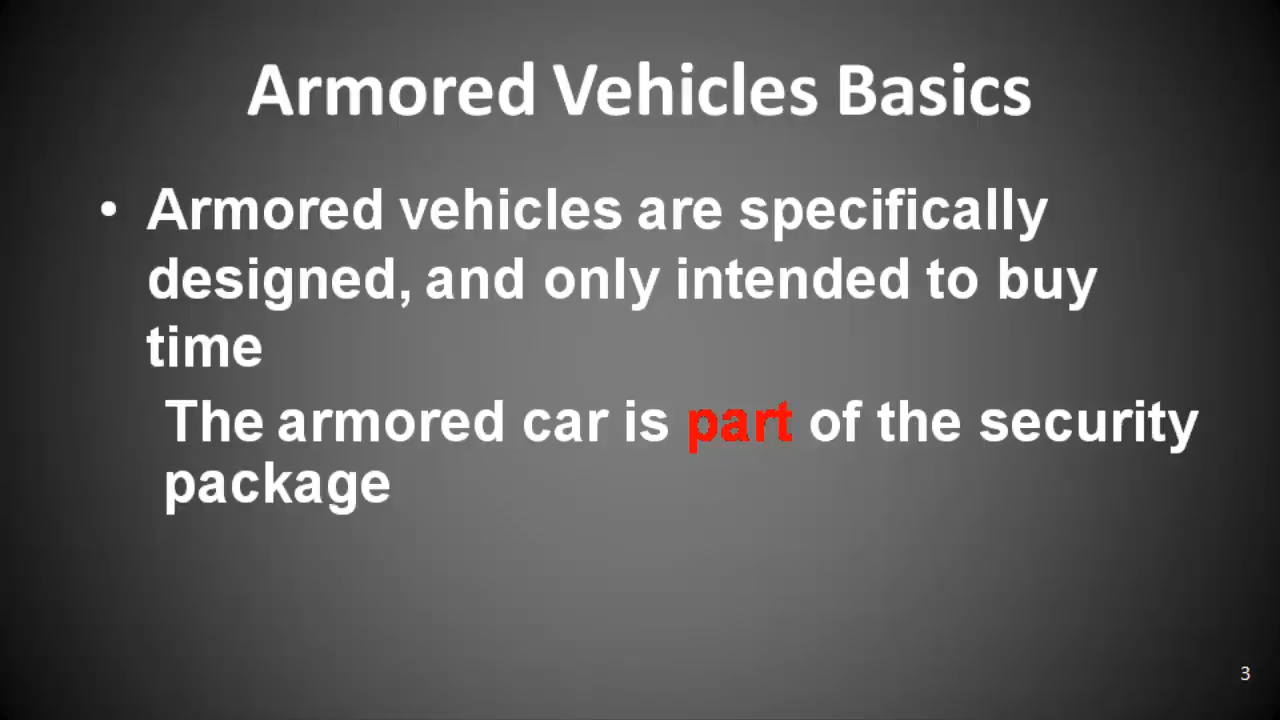 Armored Vehicles Basics
• Armored vehicles are specifically
designed, and only intended to buy
time
The armored car is part of the security
package
3